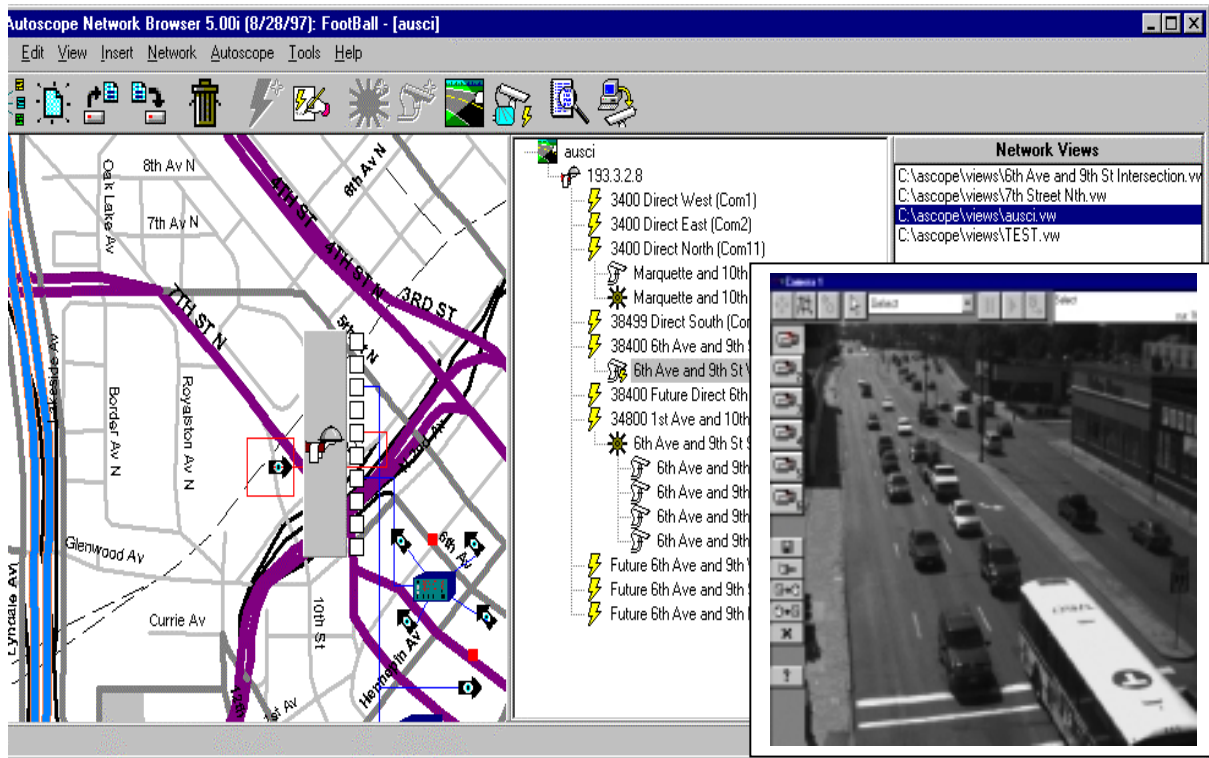 Autoscope Network Browser 5.00i (8/28/97): FootBall - [ausci]
Edit View Insert Network Autoscope Tools Help
8th Av N
6th Av N
Oak Lake Av
7th Av N
4TH ST
4TH ST N
3RD ST
7TH ST N
Lakeside Av
Border Av N
Royalston Av N
Glenwood Av
6th Av
Lyndale Av
Currie Av
10th St
Hennepin Av
12th
1st Av
ausci
193.3.2.8
3400 Direct West (Com1)
3400 Direct East (Com2)
3400 Direct North (Com11)
Marquette and 10th
Marquette and 10th
38499 Direct South (Cor
38400 6th Ave and 9th
6th Ave and 9th St
38400 Future Direct 6th
34800 1st Ave and 10th
6th Ave and 9th St
6th Ave and 9th
6th Ave and 9th
6th Ave and 9th
6th Ave and 9th
Future 6th Ave and 9th
Future 6th Ave and 9th
Future 6th Ave and 9th
Network Views
C:\ascope\views\6th Ave and 9th St Intersection.vw
C:\ascope\views\7th Street Nth.vw
C:\ascope\views\ausci.vw
C:\ascope\views\TEST.vw
Camera 1
Select
Select